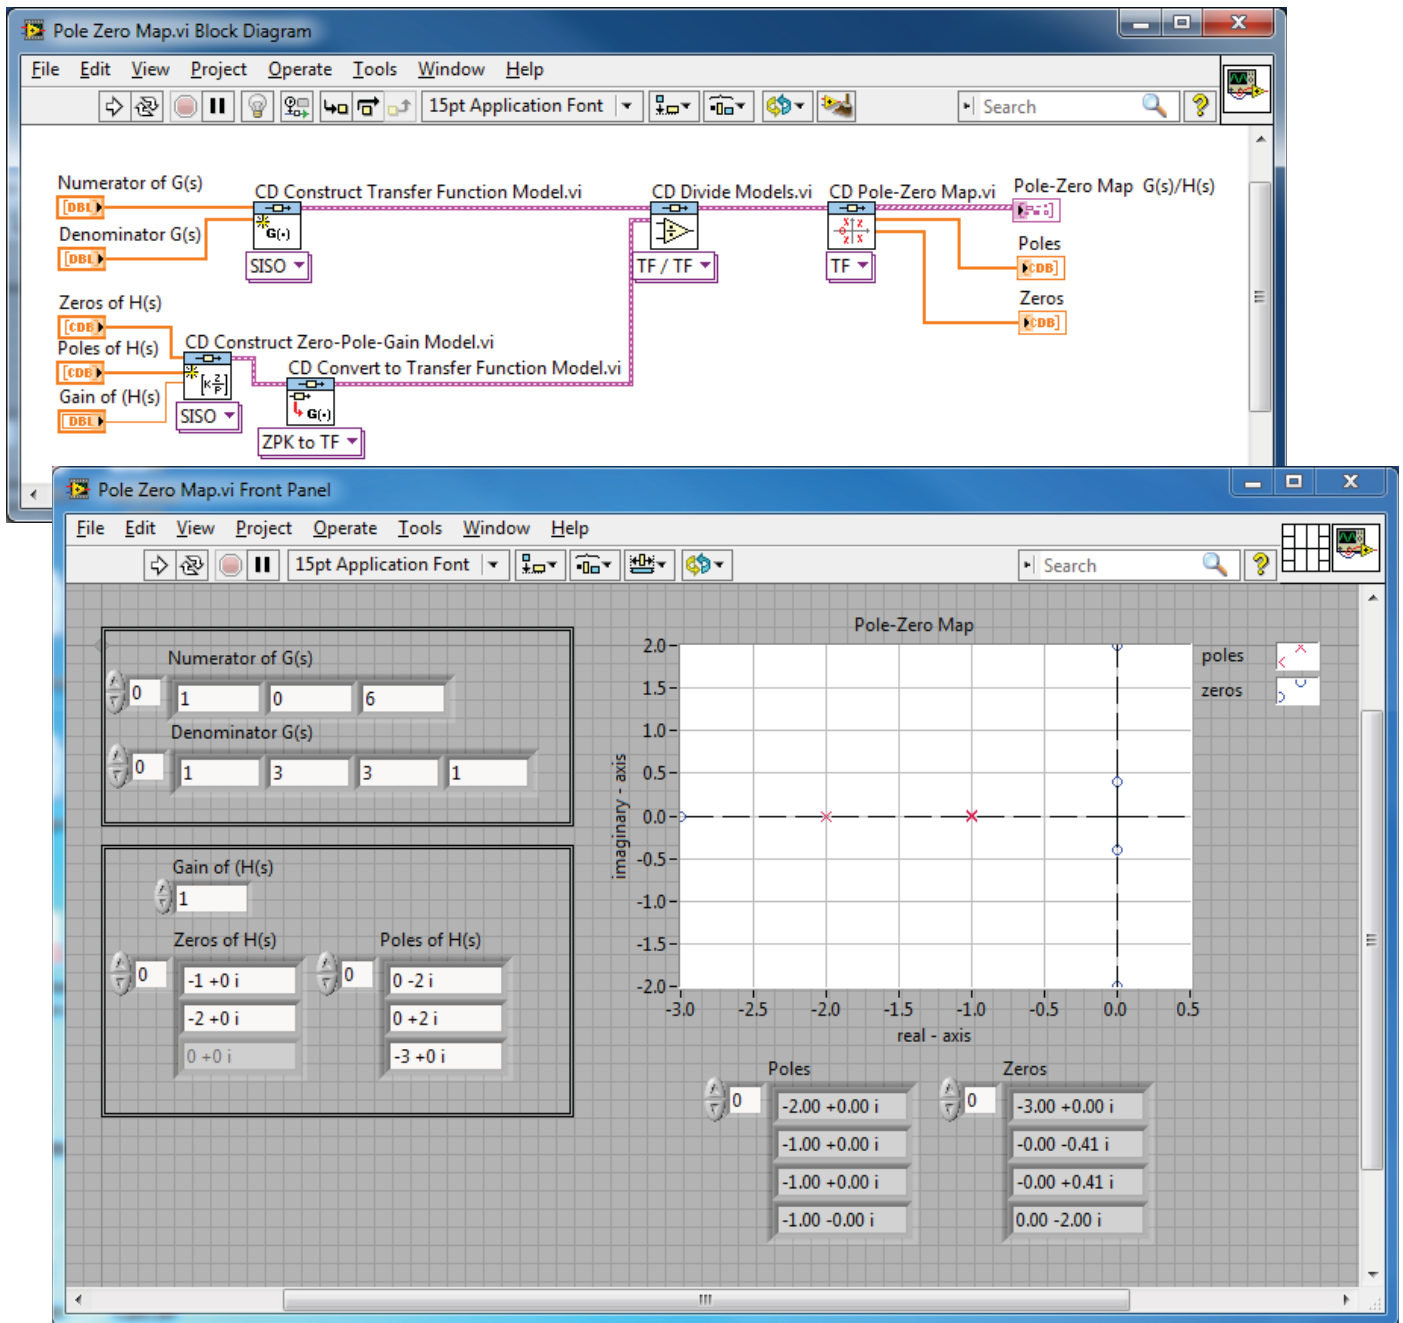 Pole Zero Map.vi Block Diagram
File Edit View Project Operate Tools Window Help
15pt Application Font
Search
Numerator of G(s)
CD Construct Transfer Function Model.vi
CD Divide Models.vi
CD Pole-Zero Map.vi
Pole-Zero Map G(s)/H(s)
[DBL]
G(·)
Denominator G(s)
[DBL]
SISO
TF / TF
TF
Poles
[CDB]
Zeros
[CDB]
Zeros of H(s)
[CDB]
Poles of H(s)
CD Construct Zero-Pole-Gain Model.vi
[CDB]
CD Convert to Transfer Function Model.vi
Gain of (H(s)
K Z/P
DBL
SISO
G(·)
ZPK to TF
Pole Zero Map.vi Front Panel
File Edit View Project Operate Tools Window Help
15pt Application Font
Search
Numerator of G(s)
0 1 0 6
Denominator G(s)
0 1 3 3 1
Gain of (H(s)
1
Zeros of H(s)
0
-1 +0 i
-2 +0 i
0 +0 i
Poles of H(s)
0
0 -2 i
0 +2 i
-3 +0 i
Pole-Zero Map
poles
zeros
imaginary - axis
2.0
1.5
1.0
0.5
0.0
-0.5
-1.0
-1.5
-2.0
-3.0 -2.5 -2.0 -1.5 -1.0 -0.5 0.0 0.5
real - axis
Poles
0
-2.00 +0.00 i
-1.00 +0.00 i
-1.00 +0.00 i
-1.00 -0.00 i
Zeros
0
-3.00 +0.00 i
-0.00 -0.41 i
-0.00 +0.41 i
0.00 -2.00 i